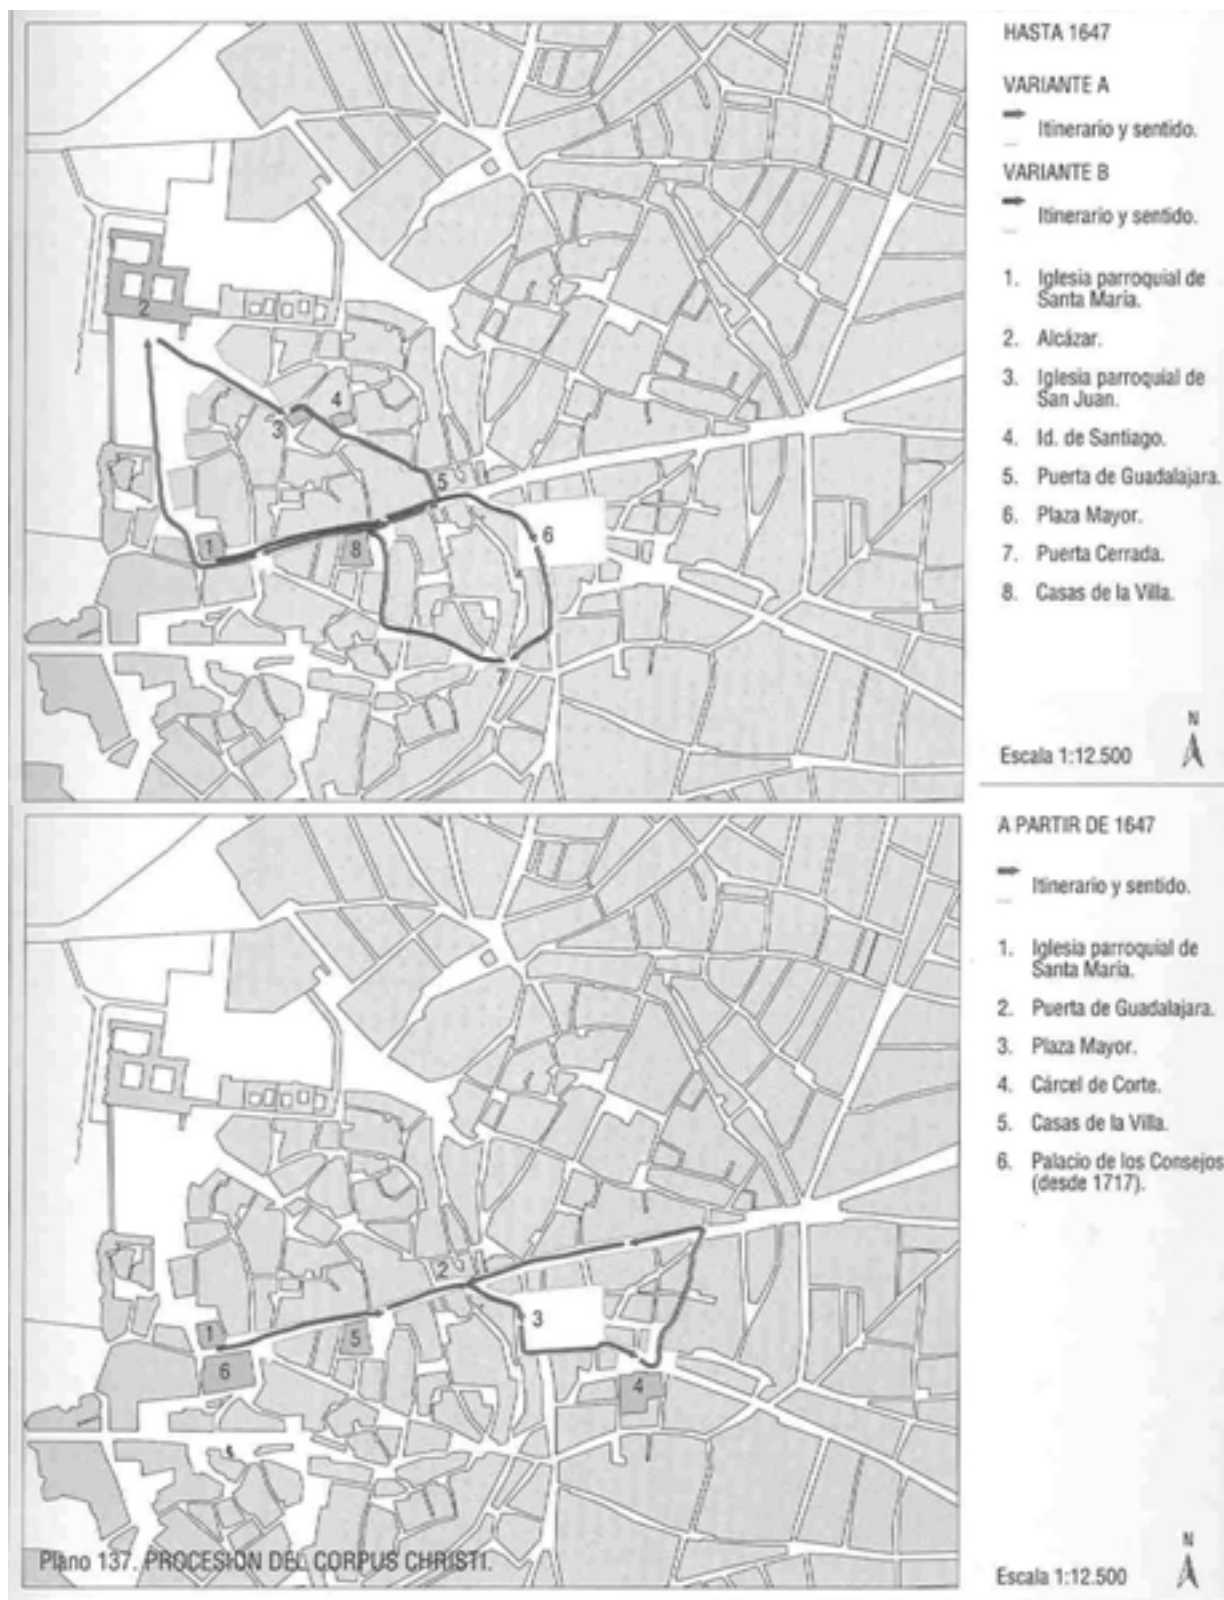 HASTA 1647
VARIANTE A
Itinerario y sentido.
VARIANTE B
Itinerario y sentido.
1. Iglesia parroquial de
Santa María.
2. Alcázar.
3. Iglesia parroquial de
San Juan.
4. Id. de Santiago.
5. Puerta de Guadalajara.
6. Plaza Mayor.
7. Puerta Cerrada.
8. Casas de la Villa.
N
Escala 1:12.500
2
4
3
5
6
1
8
7
A PARTIR DE 1647
Itinerario y sentido.
1. Iglesia parroquial de
Santa María.
2. Puerta de Guadalajara.
3. Plaza Mayor.
4. Cárcel de Corte.
5. Casas de la Villa.
6. Palacio de los Consejos
(desde 1717).
N
Escala 1:12.500
2
3
1
5
6
4
Plano 137. PROCESION DEL CORPUS CHRISTI.